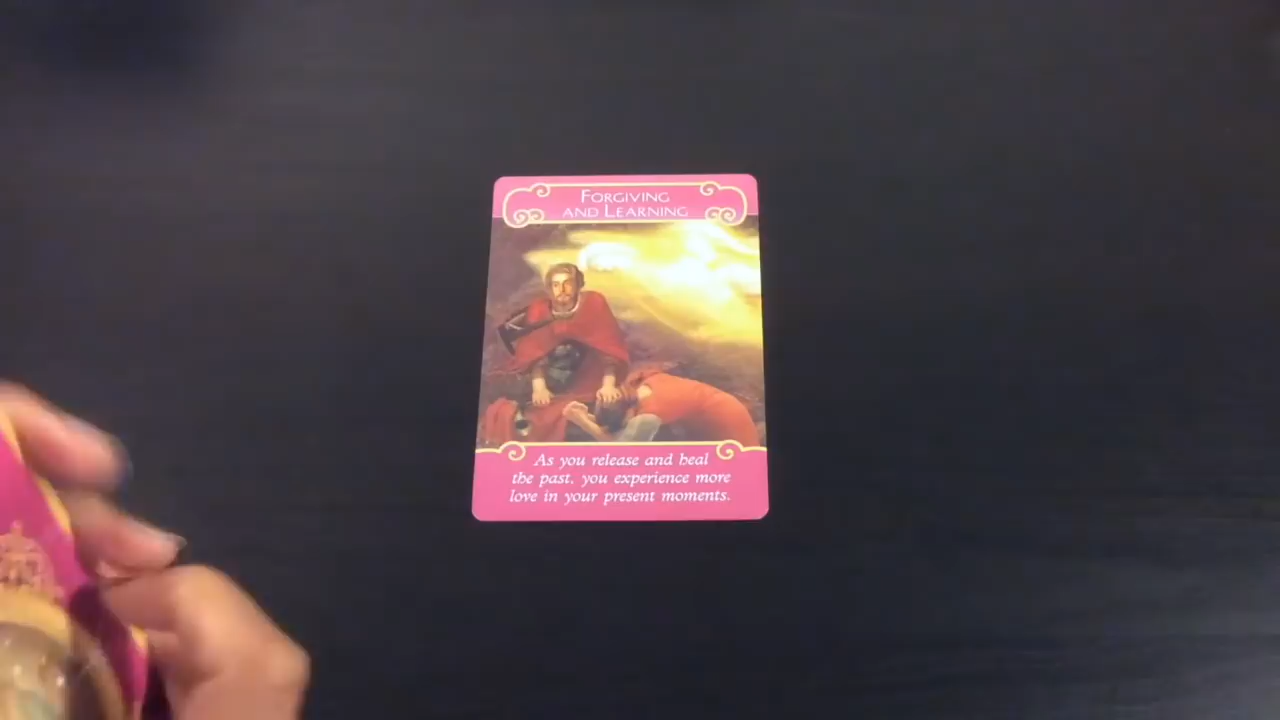 FORGIVING
AND LEARNING
As you release and heal
the past, you experience more
love in your present moments.